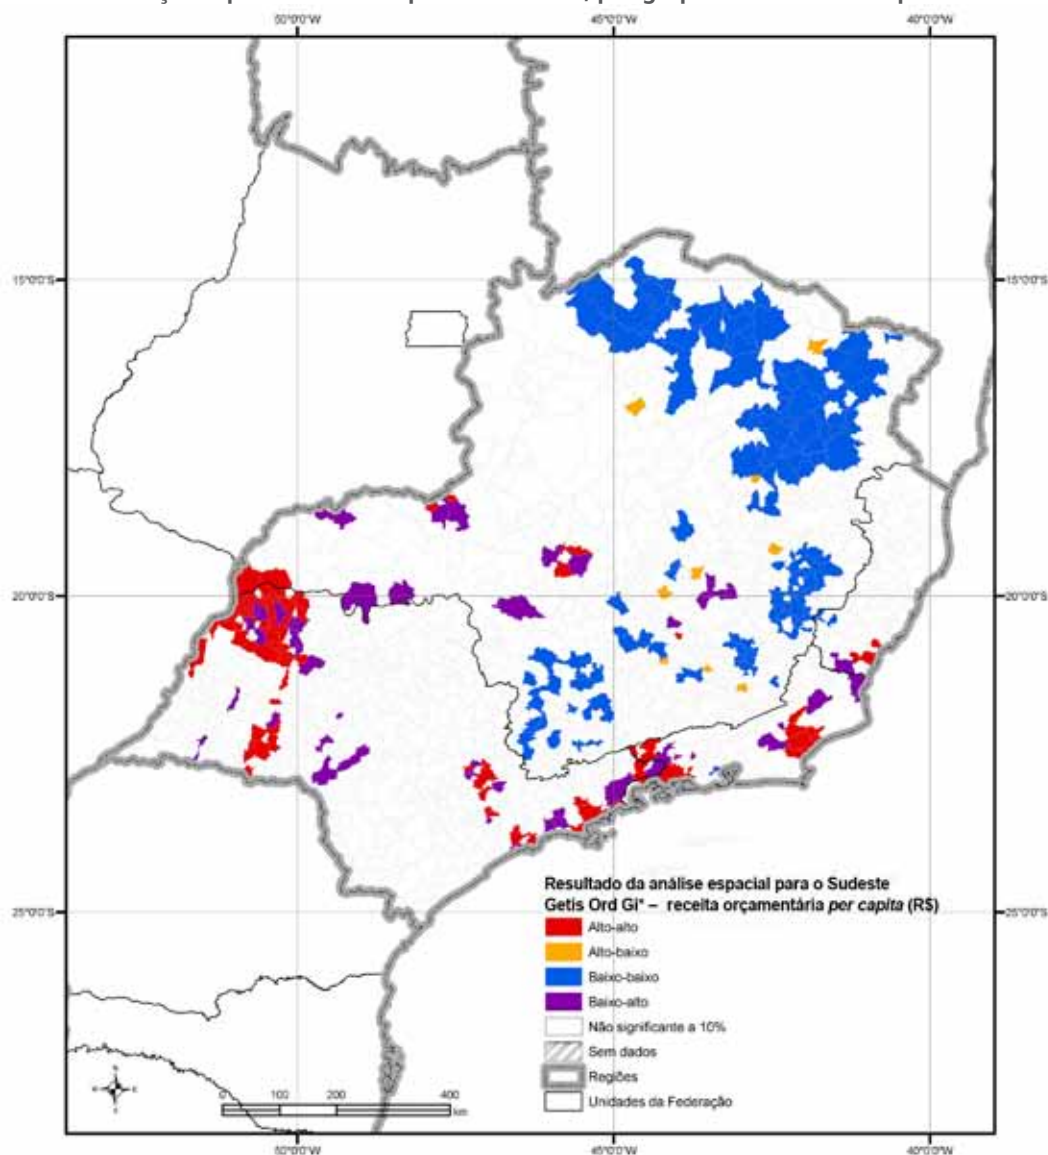 50°0'0"W 45°0'0"W 40°0'0"W
15°0'0"S 15°0'0"S
20°0'0"S 20°0'0"S
25°0'0"S 25°0'0"S
Resultado da análise espacial para o Sudeste
Getis Ord Gi* – receita orçamentária per capita (R$)
Alto-alto
Alto-baixo
Baixo-baixo
Baixo-alto
Não significante a 10%
Sem dados
Regiões
Unidades da Federação
0 100 200 400
km
50°0'0"W 45°0'0"W 40°0'0"W